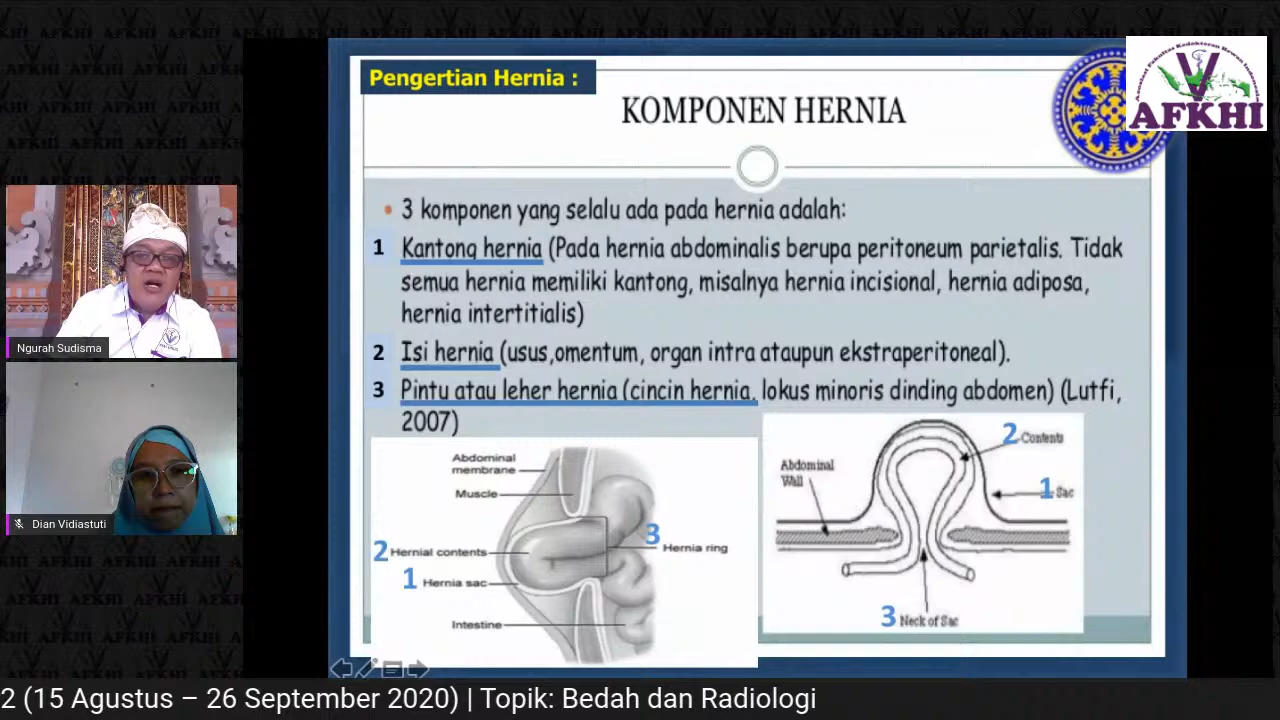 Pengertian Hernia :
KOMPONEN HERNIA
AFKHI
• 3 komponen yang selalu ada pada hernia adalah:
1 Kantong hernia (Pada hernia abdominalis berupa peritoneum parietalis. Tidak
semua hernia memiliki kantong, misalnya hernia incisional, hernia adiposa,
hernia intertitialis)
2 Isi hernia (usus,omentum, organ intra ataupun ekstraperitoneal).
3 Pintu atau leher hernia (cincin hernia, lokus minoris dinding abdomen) (Lutfi,
2007)
Abdominal
membrane
Muscle
2 Hernial contents
1 Hernia sac
Intestine
3
Hernia ring
2 Contents
Abdominal
Wall
1 Sac
3 Neck of Sac
Ngurah Sudisma
Dian Vidiastuti
2 (15 Agustus – 26 September 2020) | Topik: Bedah dan Radiologi